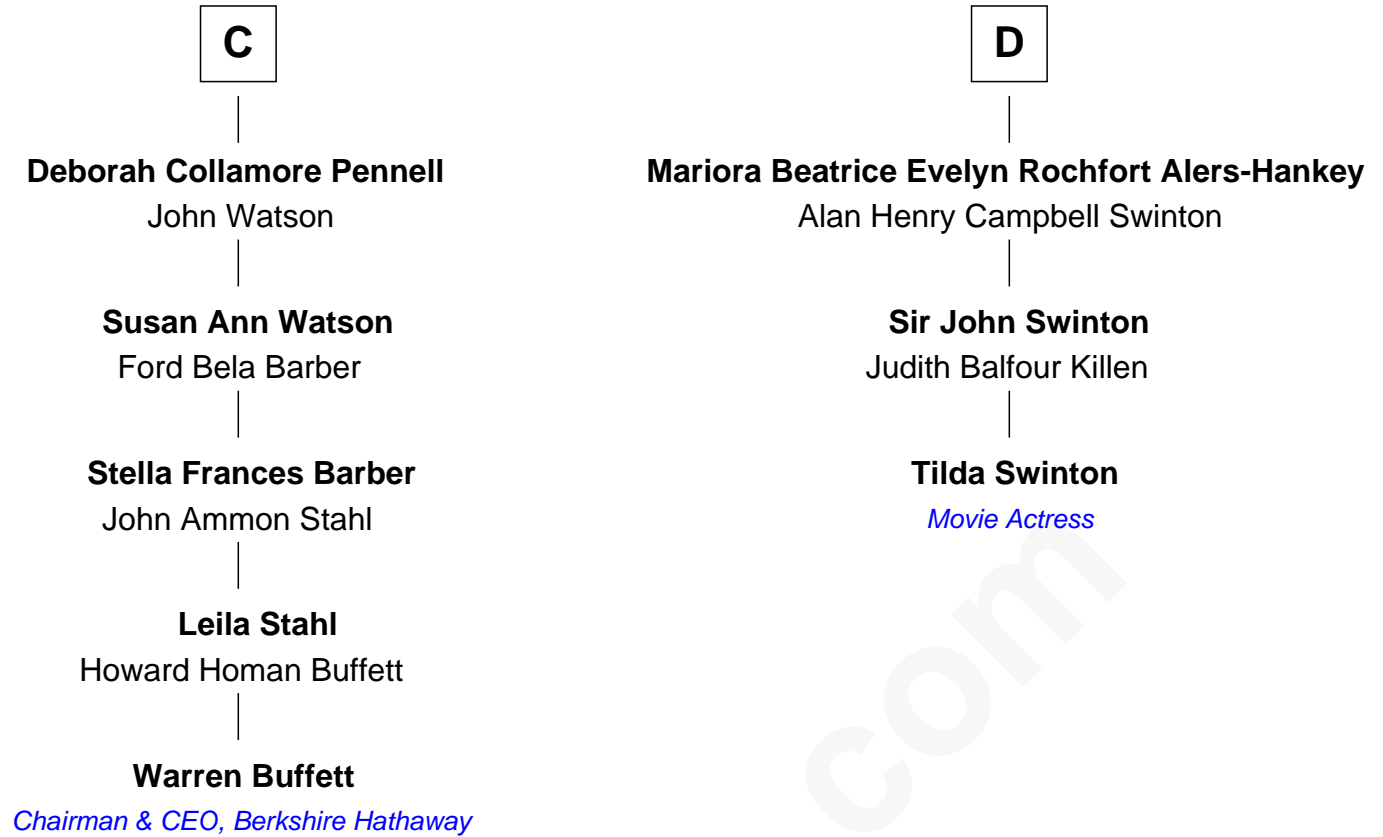 C
Deborah Collamore Pennell
John Watson
Susan Ann Watson
Ford Bela Barber
Stella Frances Barber
John Ammon Stahl
Leila Stahl
Howard Homan Buffett
Warren Buffett
Chairman & CEO, Berkshire Hathaway
D
Mariora Beatrice Evelyn Rochfort Alers-Hankey
Alan Henry Campbell Swinton
Sir John Swinton
Judith Balfour Killen
Tilda Swinton
Movie Actress
com